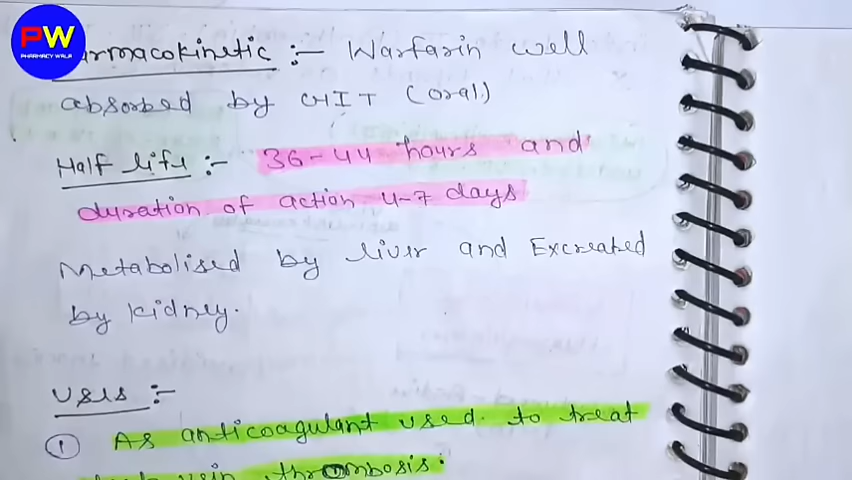 PW
PHARMACY WALA
rmacokinetic :- Warfarin well
absorbed by GIT (oral)
Half life :- 36-44 hours and
duration of action 4-7 days
Metabolised by liver and Excreated
by kidney.
Uses :-
① As anticoagulant used to treat
vein thrombosis.